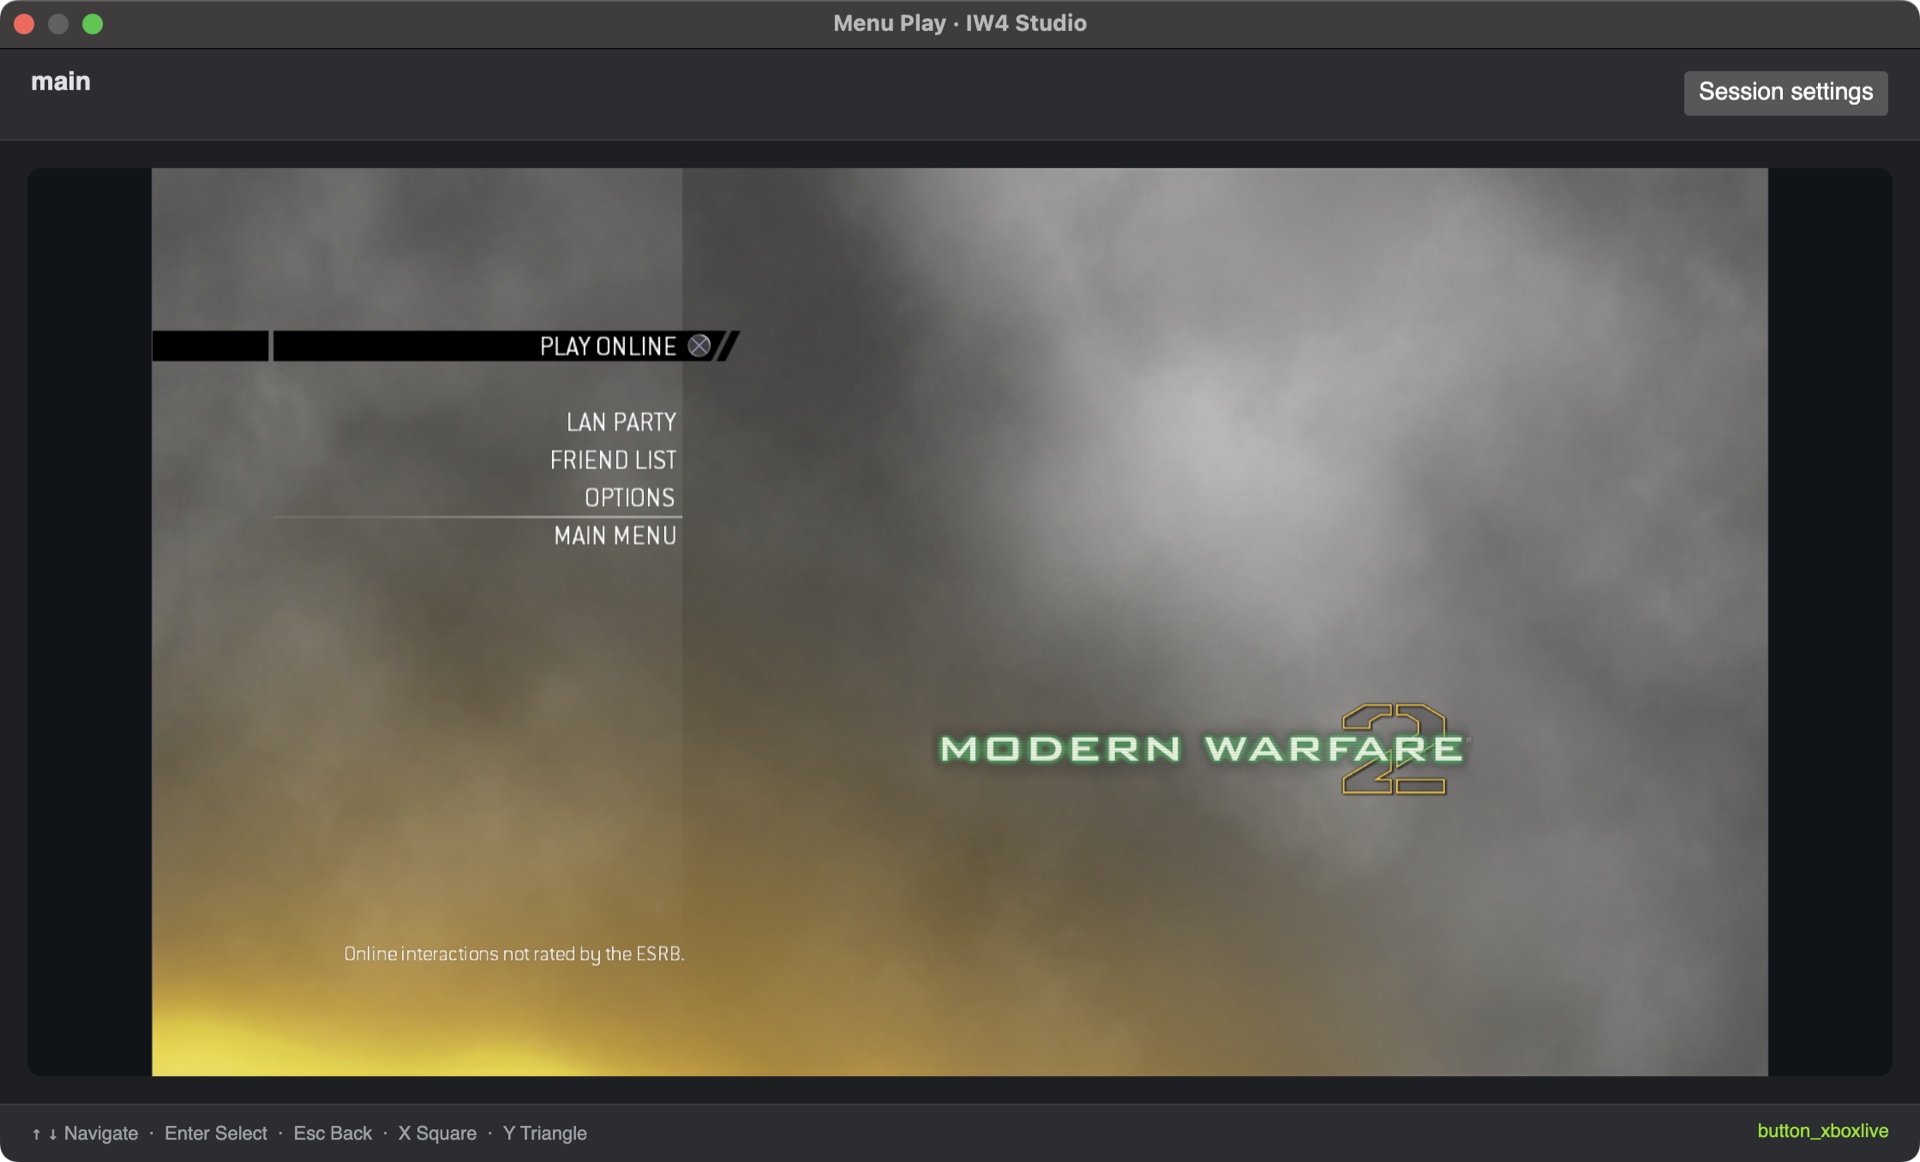 Menu Play · IW4 Studio
main
Session settings
PLAY ONLINE
LAN PARTY
FRIEND LIST
OPTIONS
MAIN MENU
MODERN WARFARE
2
Online interactions not rated by the ESRB.
↑ ↓ Navigate · Enter Select · Esc Back · X Square · Y Triangle
button_xboxlive